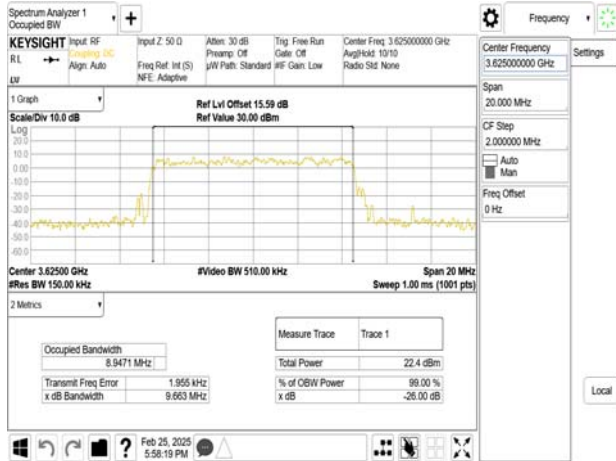 Spectrum Analyzer 1
Occupied BW
Frequency
KEYSIGHT Input: RF
RL Coupling: DC
Align: Auto
Input Z: 50 Ω
Freq Ref: Int (S)
NFE: Adaptive
Atten: 30 dB
Preamp: Off
µW Path: Standard
Trig: Free Run
Gate: Off
#IF Gain: Low
Center Freq: 3.625000000 GHz
Avg|Hold: 10/10
Radio Std: None
Center Frequency
3.625000000 GHz
Settings
Span
20.000 MHz
CF Step
2.000000 MHz
Auto
Man
Freq Offset
0 Hz
1 Graph
Scale/Div 10.0 dB
Ref Lvl Offset 15.59 dB
Ref Value 30.00 dBm
Log
20.0
10.0
0.00
-10.0
-20.0
-30.0
-40.0
-50.0
-60.0
Center 3.62500 GHz
#Res BW 150.00 kHz
#Video BW 510.00 kHz
Span 20 MHz
Sweep 1.00 ms (1001 pts)
2 Metrics
Measure Trace Trace 1
Occupied Bandwidth
8.9471 MHz
Total Power 22.4 dBm
Transmit Freq Error 1.955 kHz
% of OBW Power 99.00 %
x dB Bandwidth 9.663 MHz
x dB -26.00 dB
Local
Feb 25, 2025
5:58:19 PM